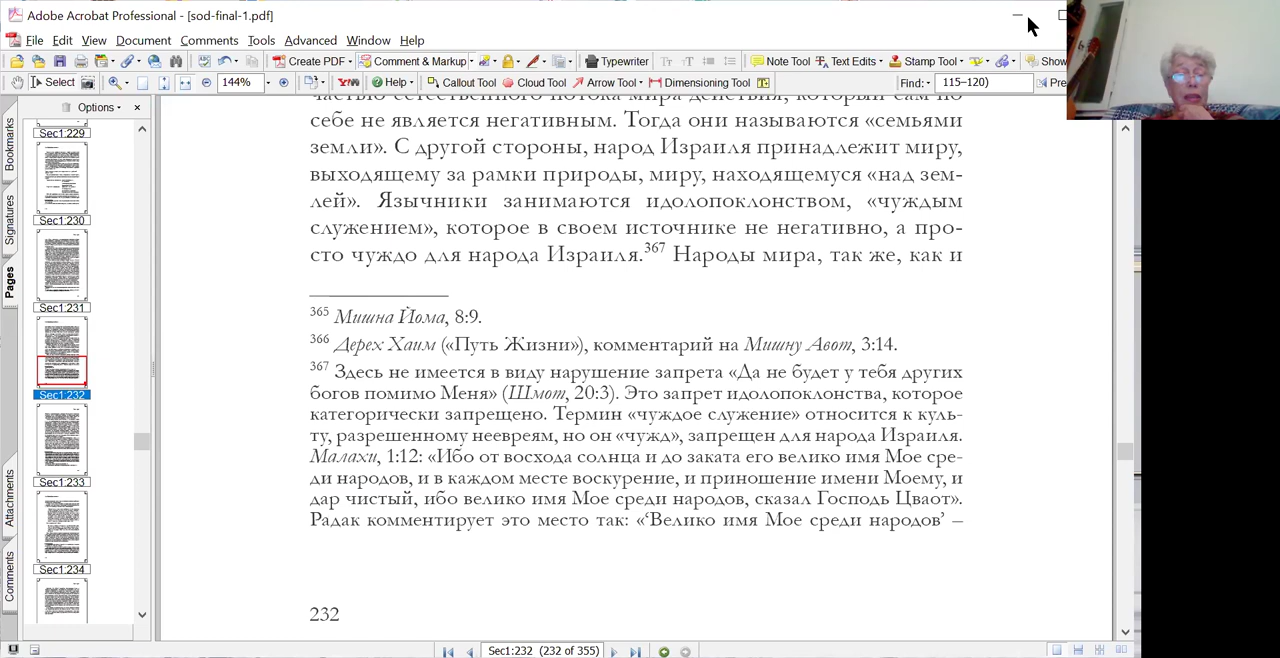 Adobe Acrobat Professional - [sod-final-1.pdf]
File Edit View Document Comments Tools Advanced Window Help
Create PDF Comment & Markup Typewriter Note Tool Text Edits Stamp Tool Show
Select 144% Help Callout Tool Cloud Tool Arrow Tool Dimensioning Tool Find: 115–120) Pre
Options
Bookmarks
Signatures
Pages
Attachments
Comments
Sec1:229
Sec1:230
Sec1:231
Sec1:232
Sec1:233
Sec1:234
частью естественного потока мира действия, который сам по
себе не является негативным. Тогда они называются «семьями
земли». С другой стороны, народ Израиля принадлежит миру,
выходящему за рамки природы, миру, находящемуся «над зем-
лей». Язычники занимаются идолопоклонством, «чуждым
служением», которое в своем источнике не негативно, а про-
сто чуждо для народа Израиля.367 Народы мира, так же, как и
365 Мишна Йома, 8:9.
366 Дерех Хаим («Путь Жизни»), комментарий на Мишну Авот, 3:14.
367 Здесь не имеется в виду нарушение запрета «Да не будет у тебя других
богов помимо Меня» (Шмот, 20:3). Это запрет идолопоклонства, которое
категорически запрещено. Термин «чуждое служение» относится к куль-
ту, разрешенному неевреям, но он «чужд», запрещен для народа Израиля.
Малахи, 1:12: «Ибо от восхода солнца и до заката его велико имя Мое сре-
ди народов, и в каждом месте воскурение, и приношение имени Моему, и
дар чистый, ибо велико имя Мое среди народов, сказал Господь Цваот».
Радак комментирует это место так: «‘Велико имя Мое среди народов’ –
232
Sec1:232 (232 of 355)